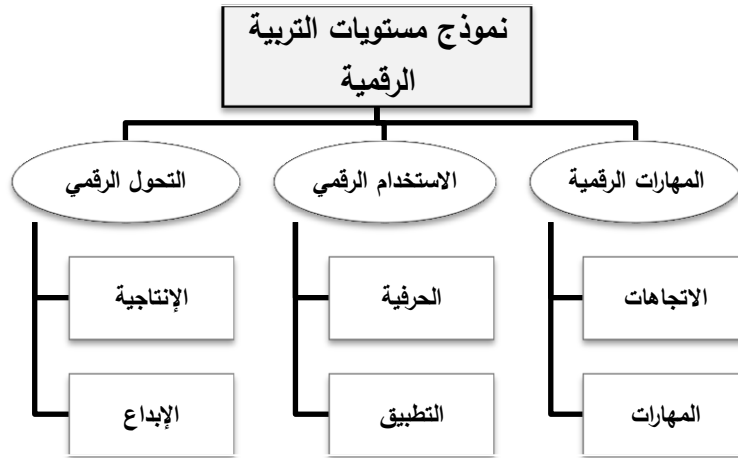 نموذج مستويات التربية
الرقمية
المهارات الرقمية
الاستخدام الرقمي
التحول الرقمي
الاتجاهات
الحرفية
الإنتاجية
المهارات
التطبيق
الإبداع